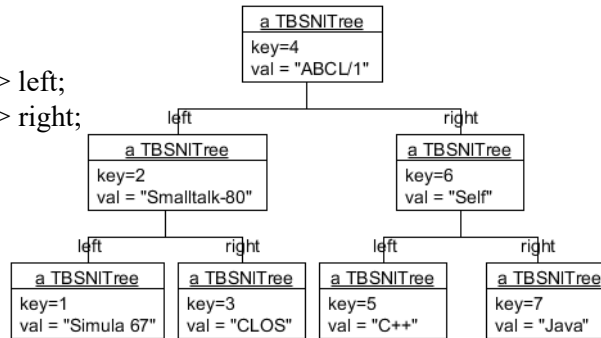 a TBSNITree
key=4
val = "ABCL/1"
> left;
> right;
left
right
a TBSNITree
key=2
val = "Smalltalk-80"
a TBSNITree
key=6
val = "Self"
left
right
left
right
a TBSNITree
key=1
val = "Simula 67"
a TBSNITree
key=3
val = "CLOS"
a TBSNITree
key=5
val = "C++"
a TBSNITree
key=7
val = "Java"